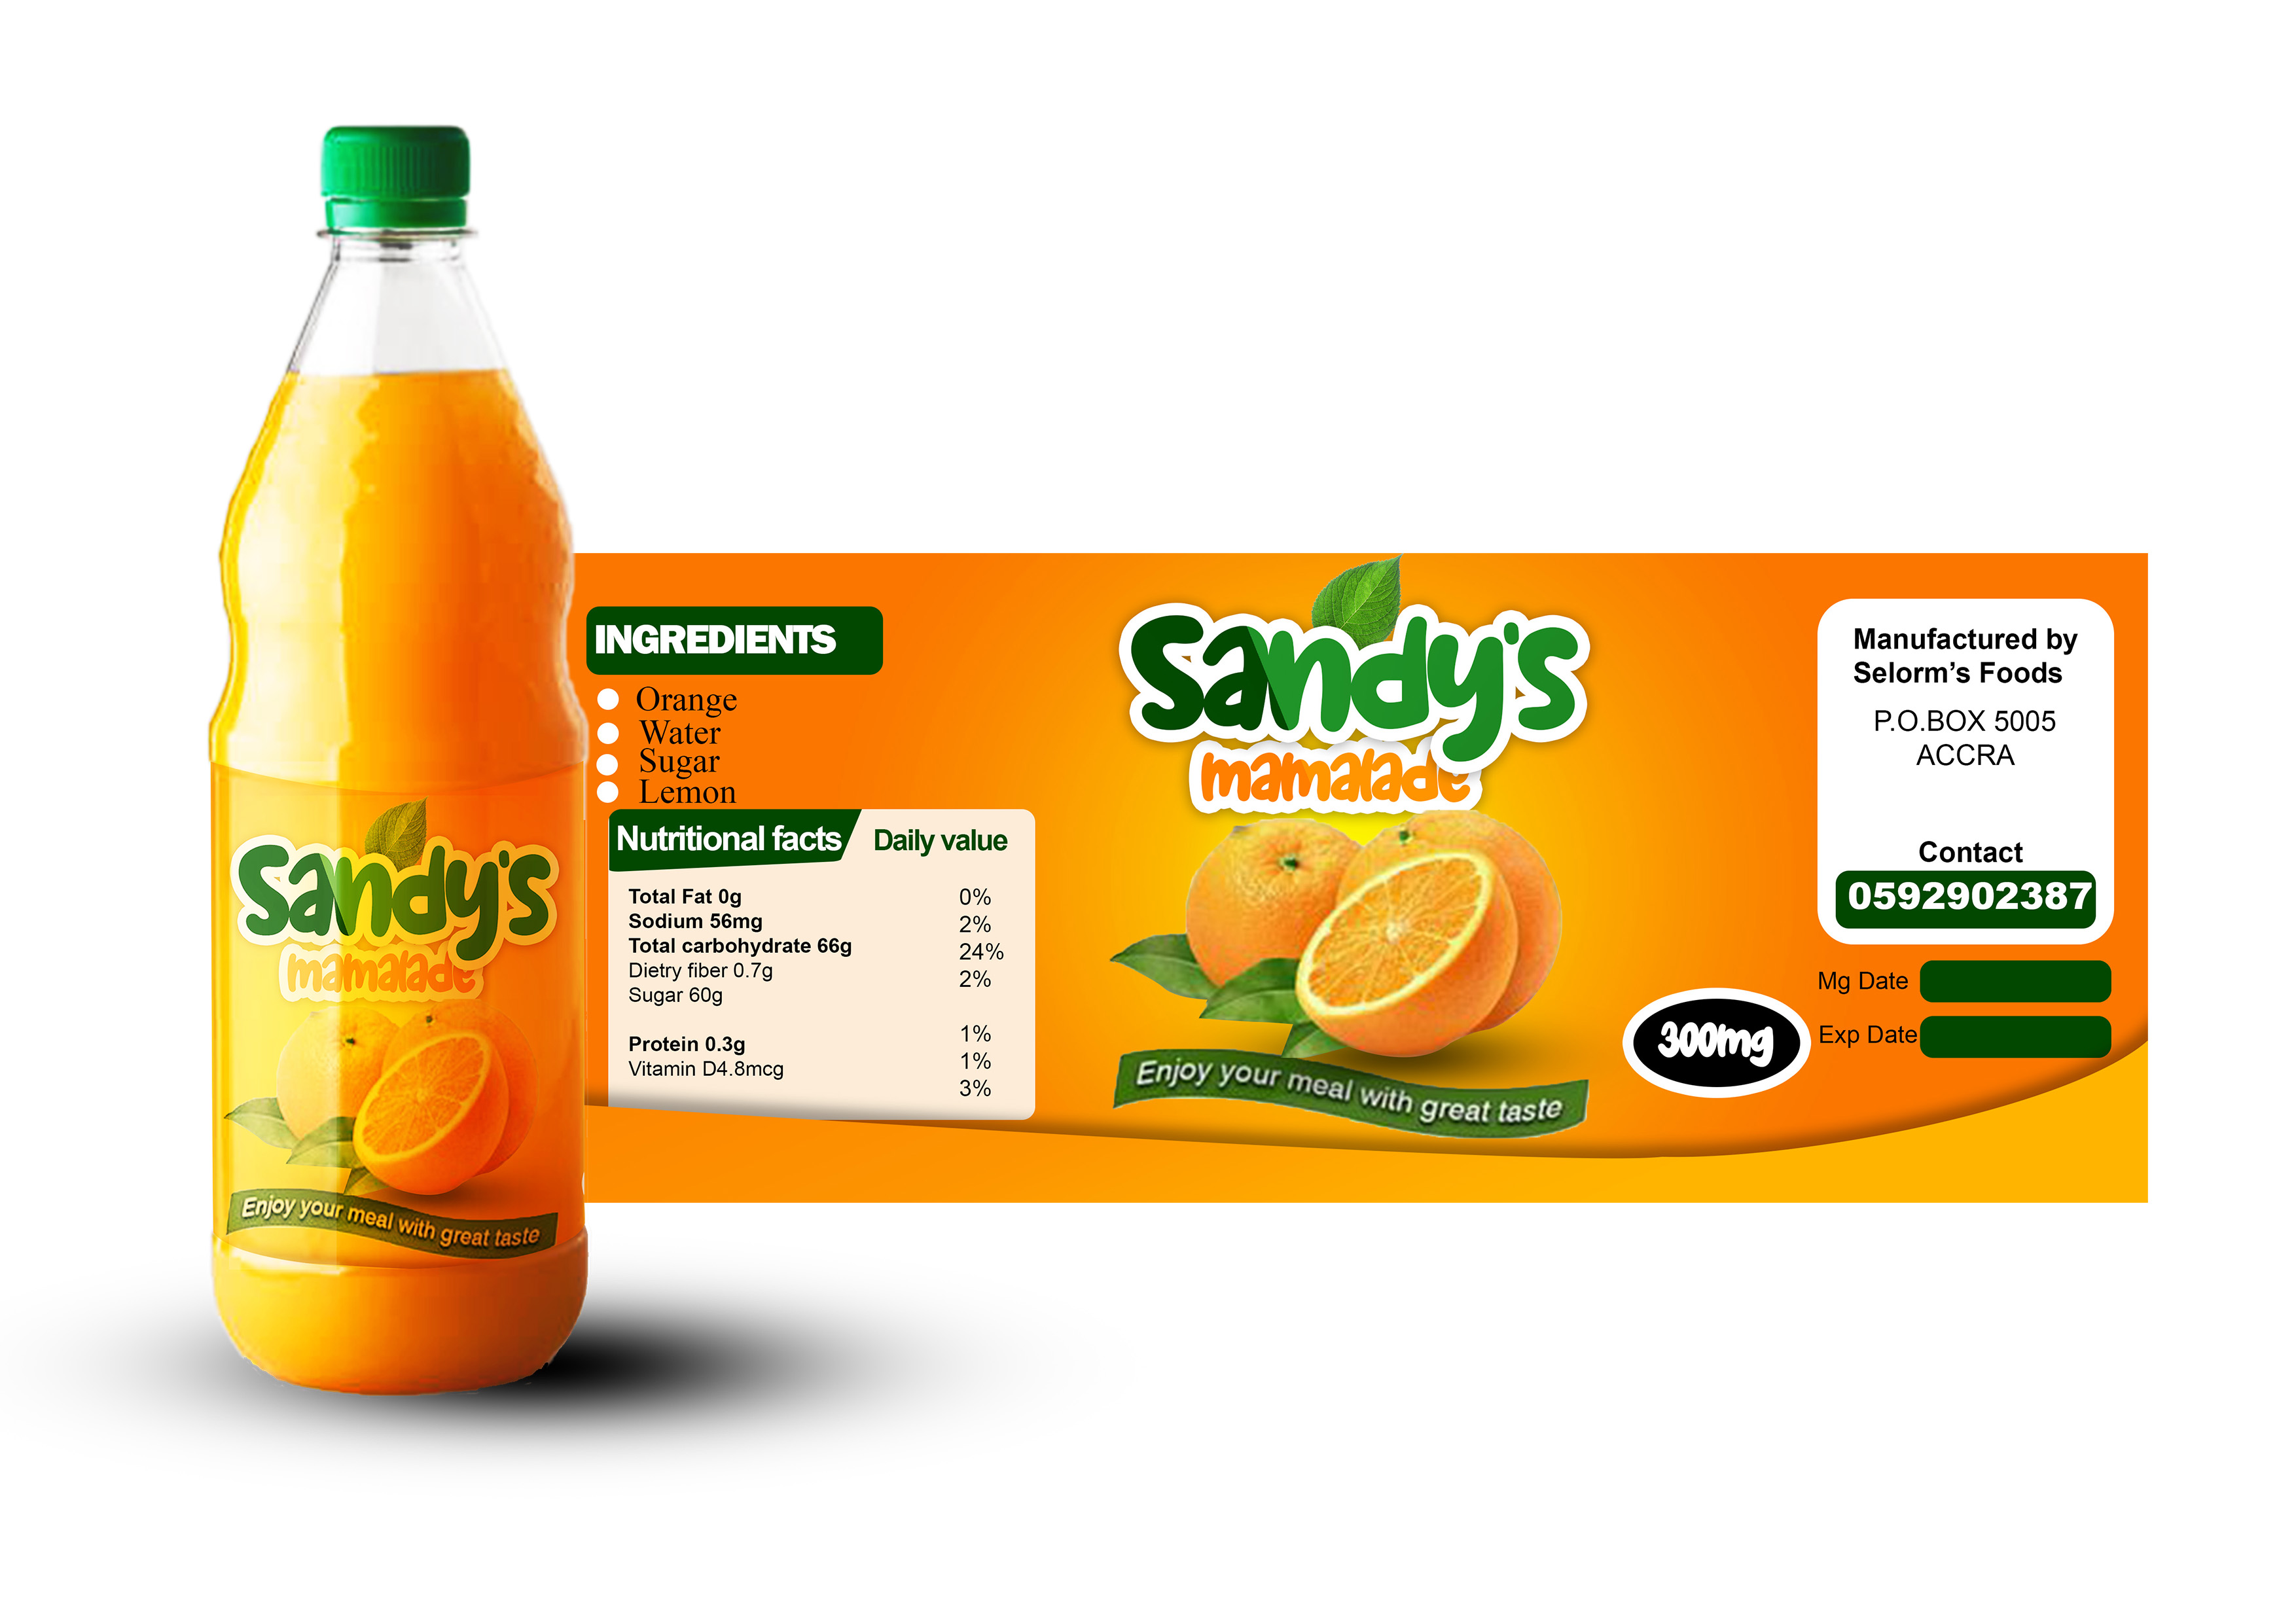 Sandy's
mamalade
Enjoy your meal with great taste
INGREDIENTS
Orange
Water
Sugar
Lemon
Nutritional facts Daily value
Total Fat 0g 0%
Sodium 56mg 2%
Total carbohydrate 66g 24%
Dietry fiber 0.7g 2%
Sugar 60g
1%
Protein 0.3g 1%
Vitamin D4.8mcg 3%
Sandy's
mamalade
Enjoy your meal with great taste
300mg
Manufactured by
Selorm’s Foods
P.O.BOX 5005
ACCRA
Contact
0592902387
Mg Date
Exp Date